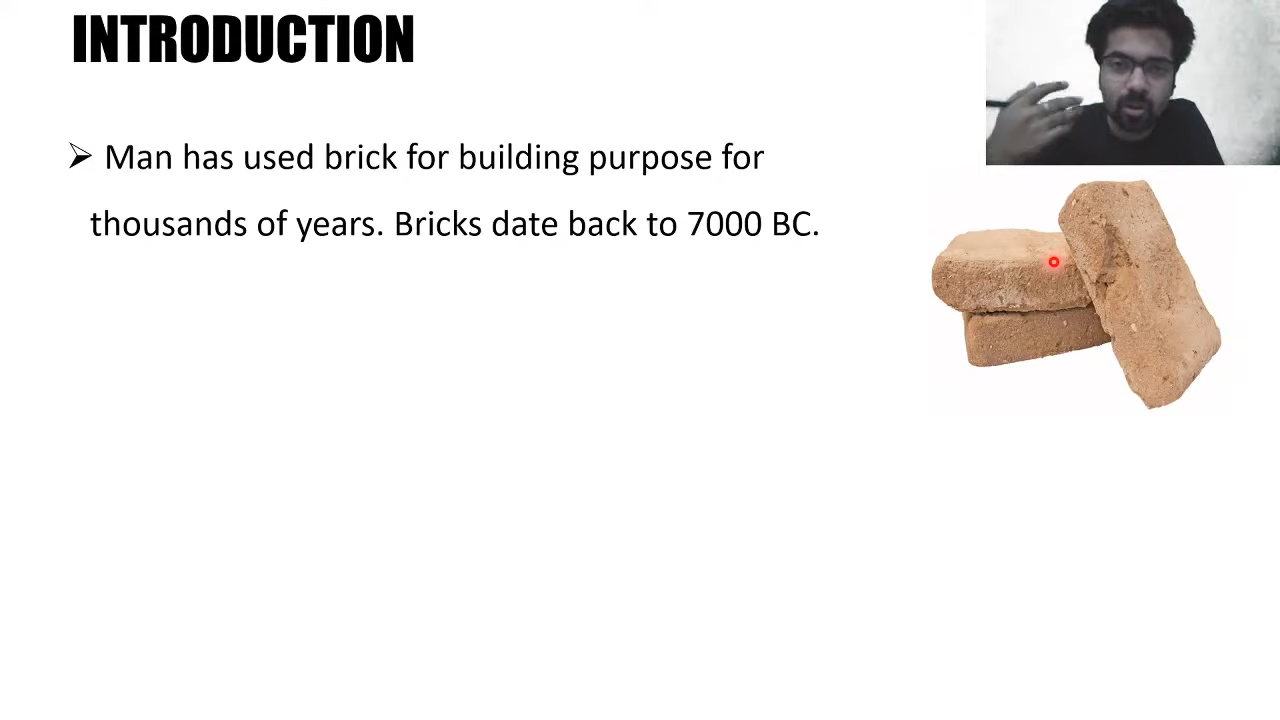 INTRODUCTION
➢ Man has used brick for building purpose for
thousands of years. Bricks date back to 7000 BC.